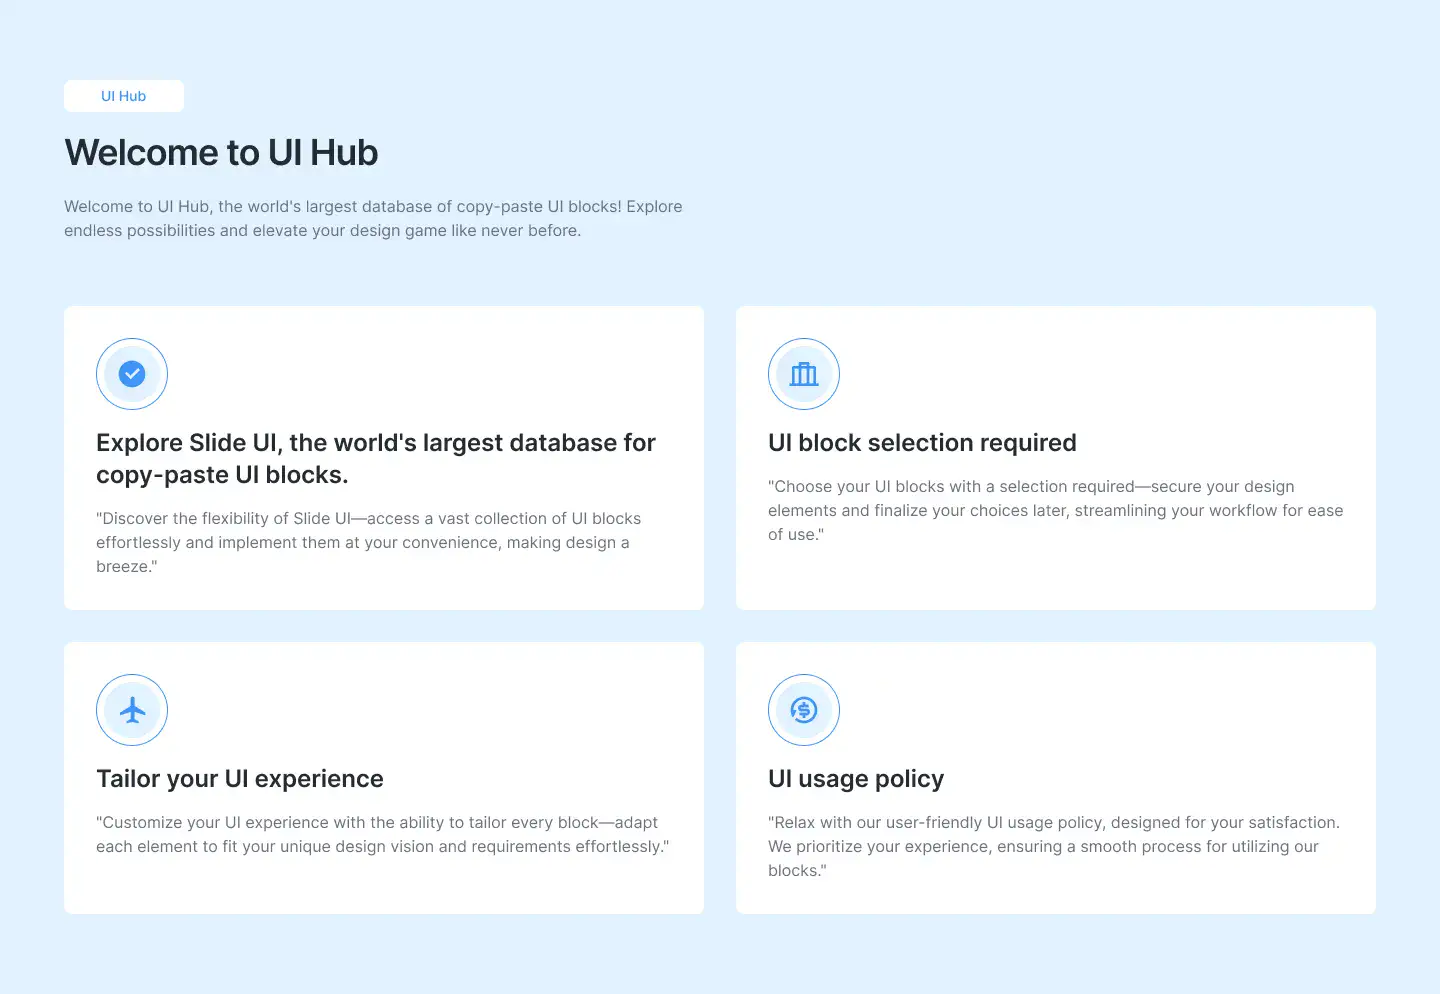 UI Hub
Welcome to UI Hub
Welcome to UI Hub, the world's largest database of copy-paste UI blocks! Explore
endless possibilities and elevate your design game like never before.
Explore Slide UI, the world's largest database for
copy-paste UI blocks.
"Discover the flexibility of Slide UI—access a vast collection of UI blocks
effortlessly and implement them at your convenience, making design a
breeze."
UI block selection required
"Choose your UI blocks with a selection required—secure your design
elements and finalize your choices later, streamlining your workflow for ease
of use."
Tailor your UI experience
"Customize your UI experience with the ability to tailor every block—adapt
each element to fit your unique design vision and requirements effortlessly."
UI usage policy
"Relax with our user-friendly UI usage policy, designed for your satisfaction.
We prioritize your experience, ensuring a smooth process for utilizing our
blocks."